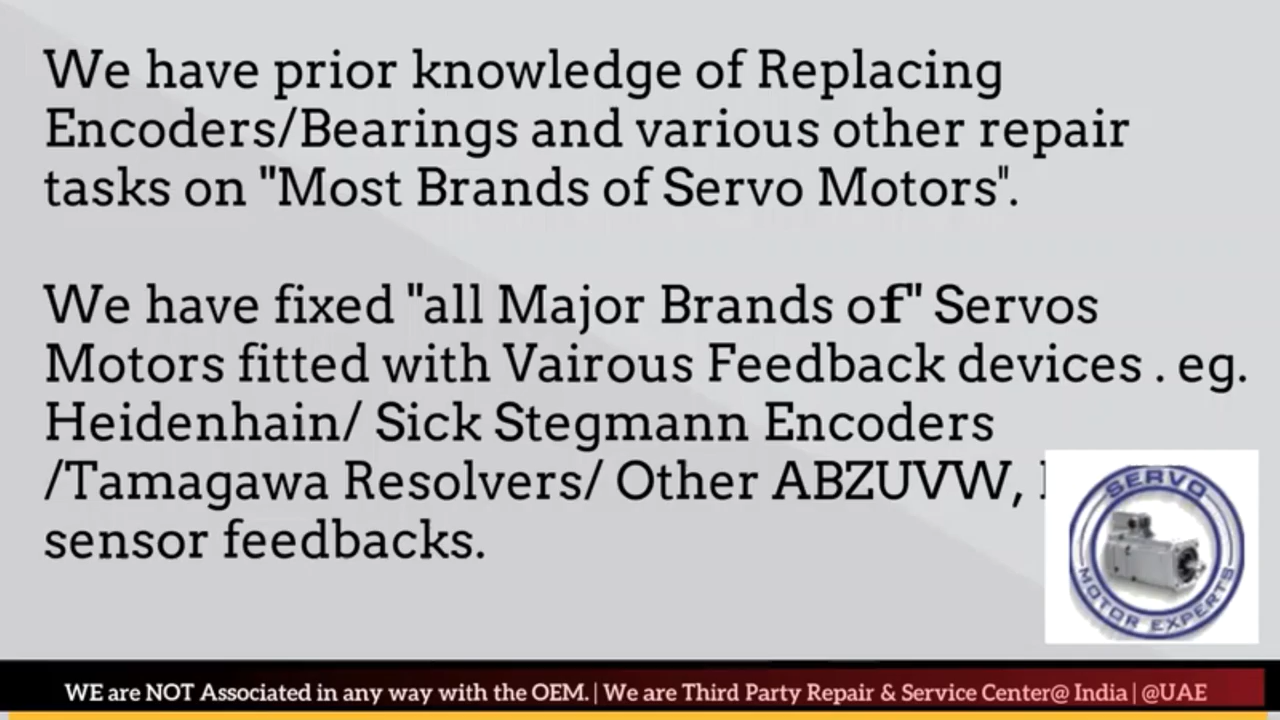 We have prior knowledge of Replacing
Encoders/Bearings and various other repair
tasks on "Most Brands of Servo Motors".
We have fixed "all Major Brands of" Servos
Motors fitted with Vairous Feedback devices . eg.
Heidenhain/ Sick Stegmann Encoders
/Tamagawa Resolvers/ Other ABZUVW,
sensor feedbacks.
SERVO
MOTOR EXPERTS
WE are NOT Associated in any way with the OEM. | We are Third Party Repair & Service Center@ India | @UAE